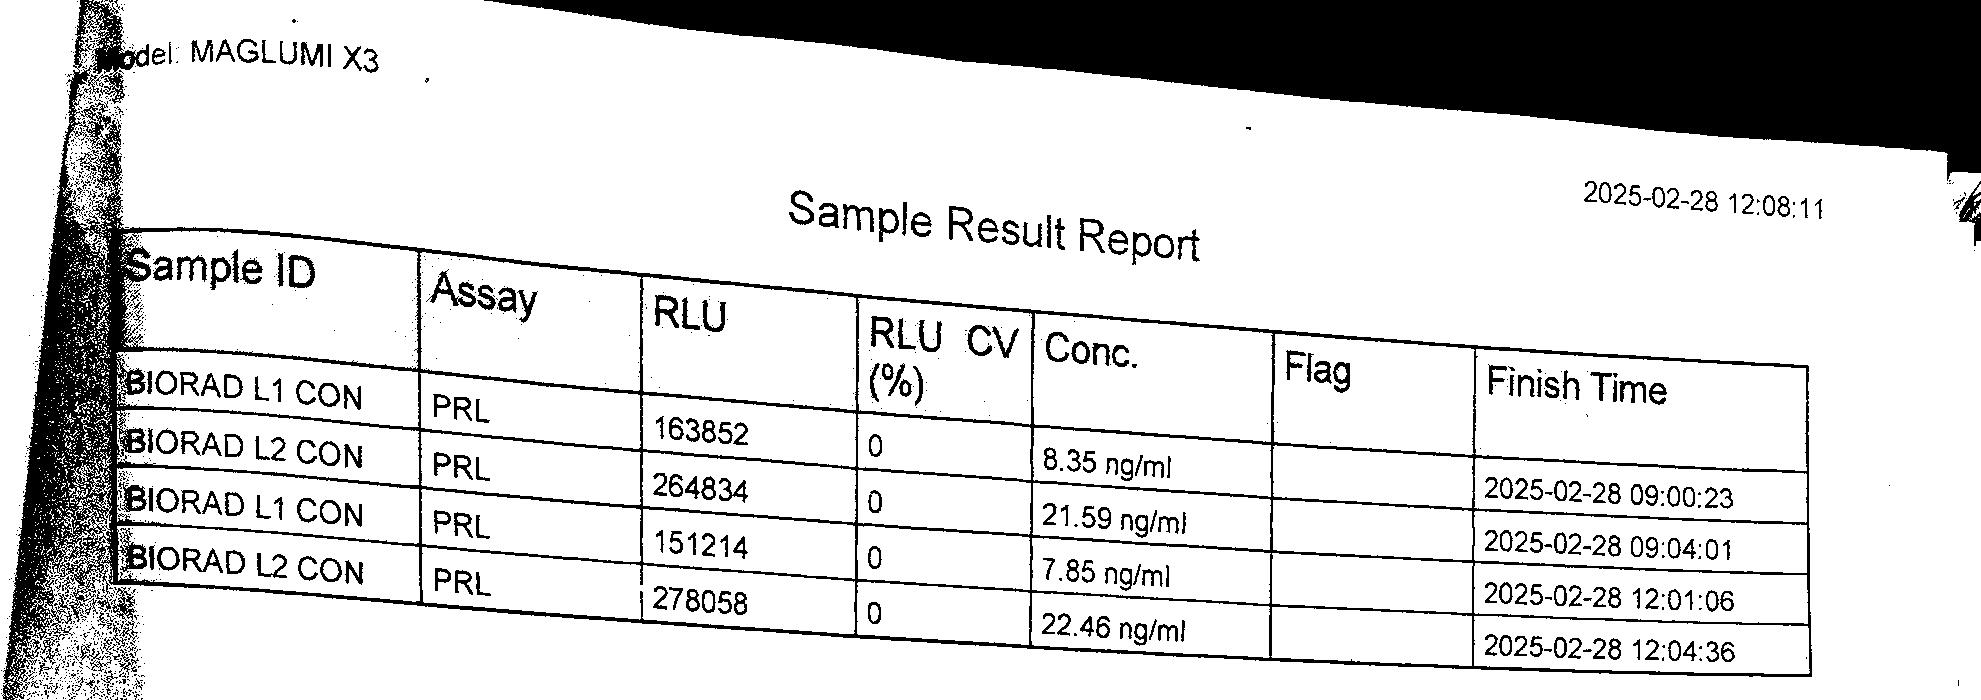 Model: MAGLUMI X3
2025-02-28 12:08:11
Sample Result Report
Sample ID Assay RLU RLU CV (%) Conc. Flag Finish Time
BIORAD L1 CON PRL 163852 0 8.35 ng/ml 2025-02-28 09:00:23
BIORAD L2 CON PRL 264834 0 21.59 ng/ml 2025-02-28 09:04:01
BIORAD L1 CON PRL 151214 0 7.85 ng/ml 2025-02-28 12:01:06
BIORAD L2 CON PRL 278058 0 22.46 ng/ml 2025-02-28 12:04:36